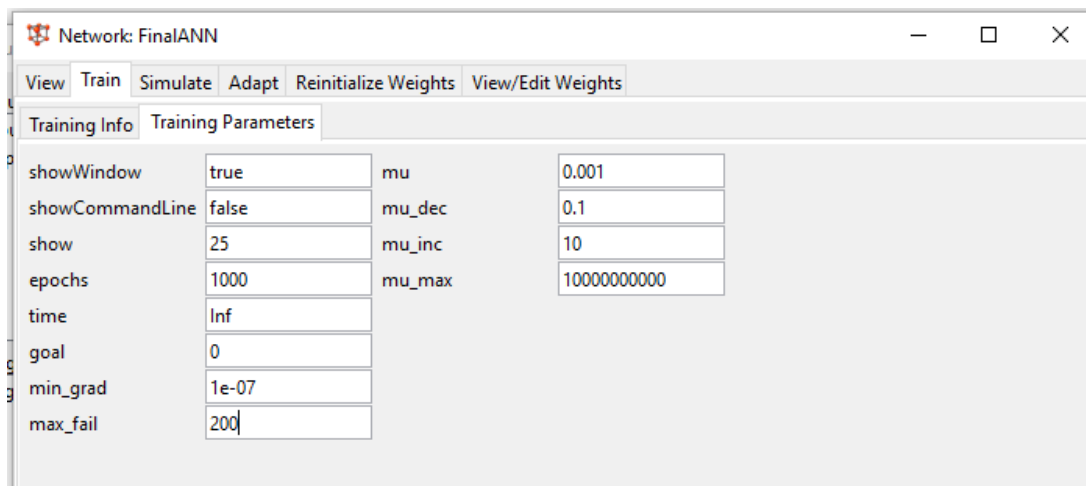 Network: FinalANN
View Train Simulate Adapt Reinitialize Weights View/Edit Weights
Training Info Training Parameters
showWindow true mu 0.001
showCommandLine false mu_dec 0.1
show 25 mu_inc 10
epochs 1000 mu_max 10000000000
time Inf
goal 0
min_grad 1e-07
max_fail 200